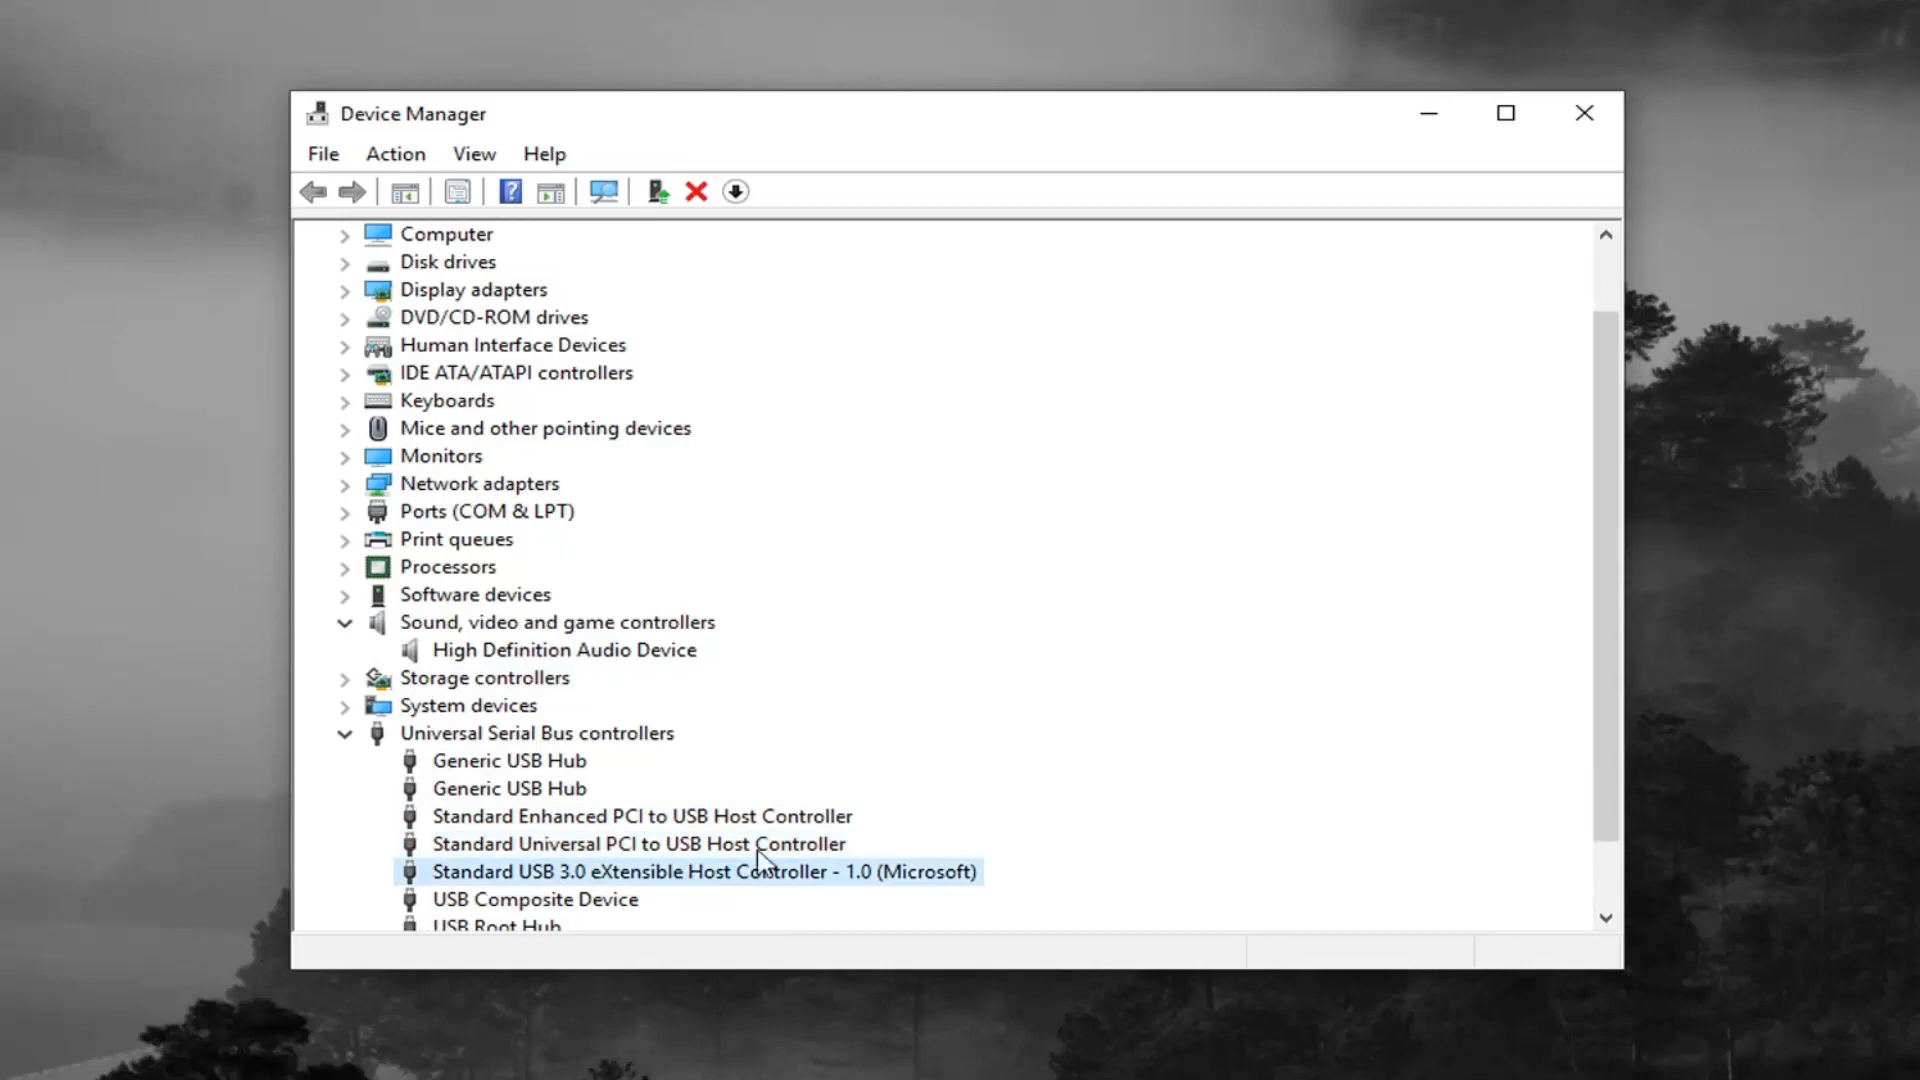 Device Manager
File Action View Help
Computer
Disk drives
Display adapters
DVD/CD-ROM drives
Human Interface Devices
IDE ATA/ATAPI controllers
Keyboards
Mice and other pointing devices
Monitors
Network adapters
Ports (COM & LPT)
Print queues
Processors
Software devices
Sound, video and game controllers
High Definition Audio Device
Storage controllers
System devices
Universal Serial Bus controllers
Generic USB Hub
Generic USB Hub
Standard Enhanced PCI to USB Host Controller
Standard Universal PCI to USB Host Controller
Standard USB 3.0 eXtensible Host Controller - 1.0 (Microsoft)
USB Composite Device
USB Root Hub